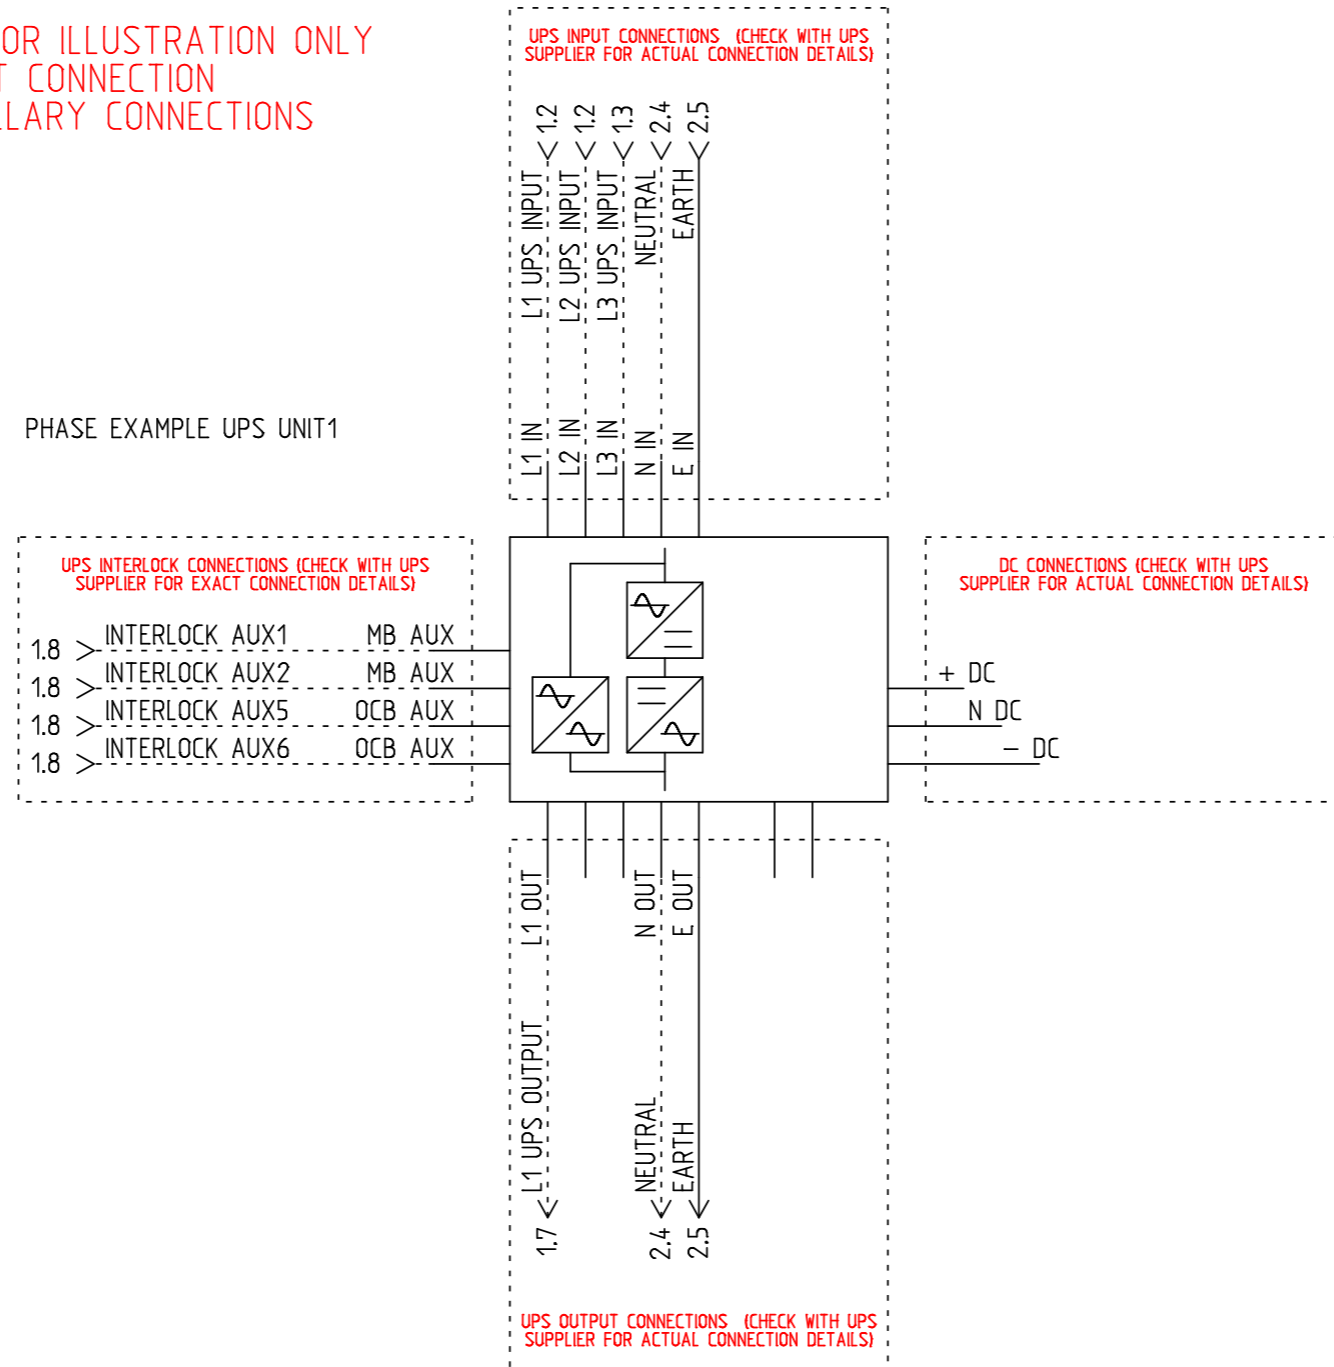 OR ILLUSTRATION ONLY
T CONNECTION
LLARY CONNECTIONS
UPS INPUT CONNECTIONS (CHECK WITH UPS
SUPPLIER FOR ACTUAL CONNECTION DETAILS)
1.2
1.2
1.3
2.4
2.5
L1 UPS INPUT
L2 UPS INPUT
L3 UPS INPUT
NEUTRAL
EARTH
L1 IN
L2 IN
L3 IN
N IN
E IN
PHASE EXAMPLE UPS UNIT1
UPS INTERLOCK CONNECTIONS (CHECK WITH UPS
SUPPLIER FOR EXACT CONNECTION DETAILS)
1.8 INTERLOCK AUX1 MB AUX
1.8 INTERLOCK AUX2 MB AUX
1.8 INTERLOCK AUX5 OCB AUX
1.8 INTERLOCK AUX6 OCB AUX
DC CONNECTIONS (CHECK WITH UPS
SUPPLIER FOR ACTUAL CONNECTION DETAILS)
+ DC
N DC
- DC
L1 OUT
N OUT
E OUT
L1 UPS OUTPUT
NEUTRAL
EARTH
1.7
2.4
2.5
UPS OUTPUT CONNECTIONS (CHECK WITH UPS
SUPPLIER FOR ACTUAL CONNECTION DETAILS)